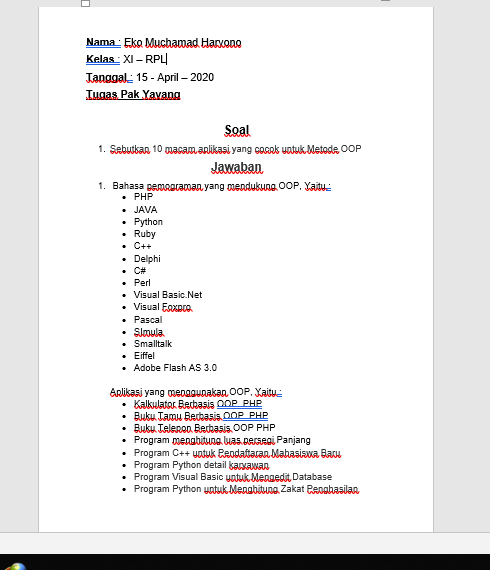 Nama : Eko Muchamad Haryono
Kelas : XI – RPL
Tanggal : 15 - April – 2020
Tugas Pak Yayang
Soal
1. Sebutkan 10 macam aplikasi yang cocok untuk Metode OOP
Jawaban
1. Bahasa pemograman yang mendukung OOP, Yaitu :
• PHP
• JAVA
• Python
• Ruby
• C++
• Delphi
• C#
• Perl
• Visual Basic.Net
• Visual Foxpro
• Pascal
• SImula
• Smalltalk
• Eiffel
• Adobe Flash AS 3.0
Aplikasi yang menggunakan OOP, Yaitu :
• Kalkulator Berbasis OOP PHP
• Buku Tamu Berbasis OOP PHP
• Buku Telepon Berbasis OOP PHP
• Program menghitung luas persegi Panjang
• Program C++ untuk Pendaftaran Mahasiswa Baru
• Program Python detail karyawan
• Program Visual Basic untuk Mengedit Database
• Program Python untuk Menghitung Zakat Penghasilan